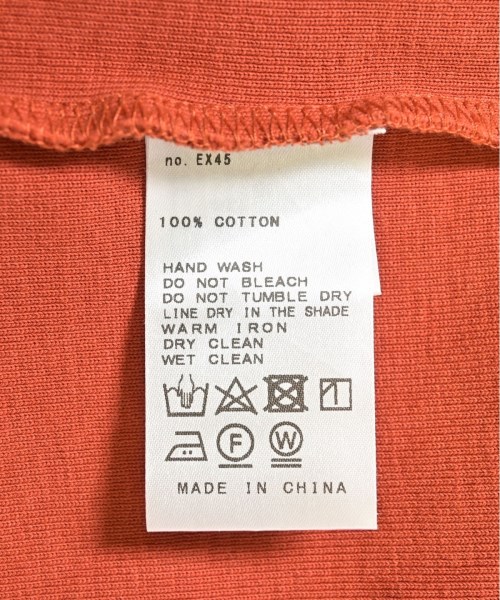 no. EX45
100% COTTON
HAND WASH
DO NOT BLEACH
DO NOT TUMBLE DRY
LINE DRY IN THE SHADE
WARM IRON
DRY CLEAN
WET CLEAN
F W
MADE IN CHINA